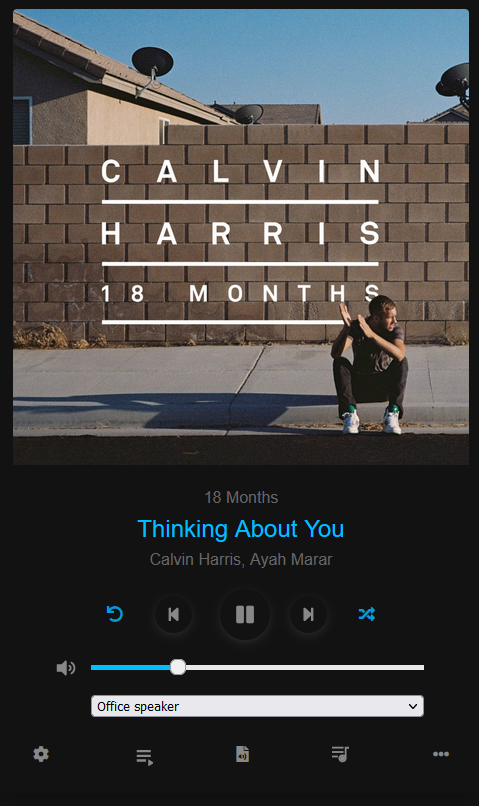 CALVIN
HARRIS
18 MONTHS
18 Months
Thinking About You
Calvin Harris, Ayah Marar
Office speaker